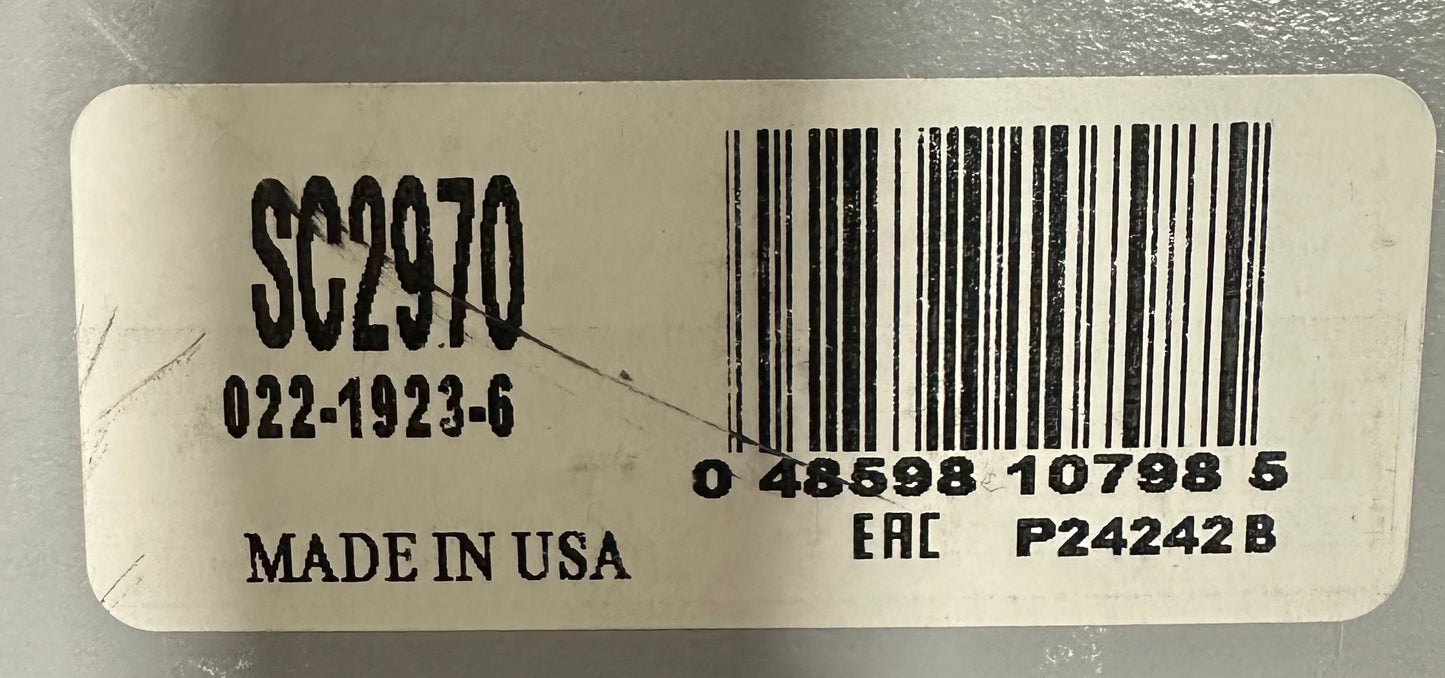 SC2970
022-1923-6
MADE IN USA
0 48598 10798 5
EAC P24242B